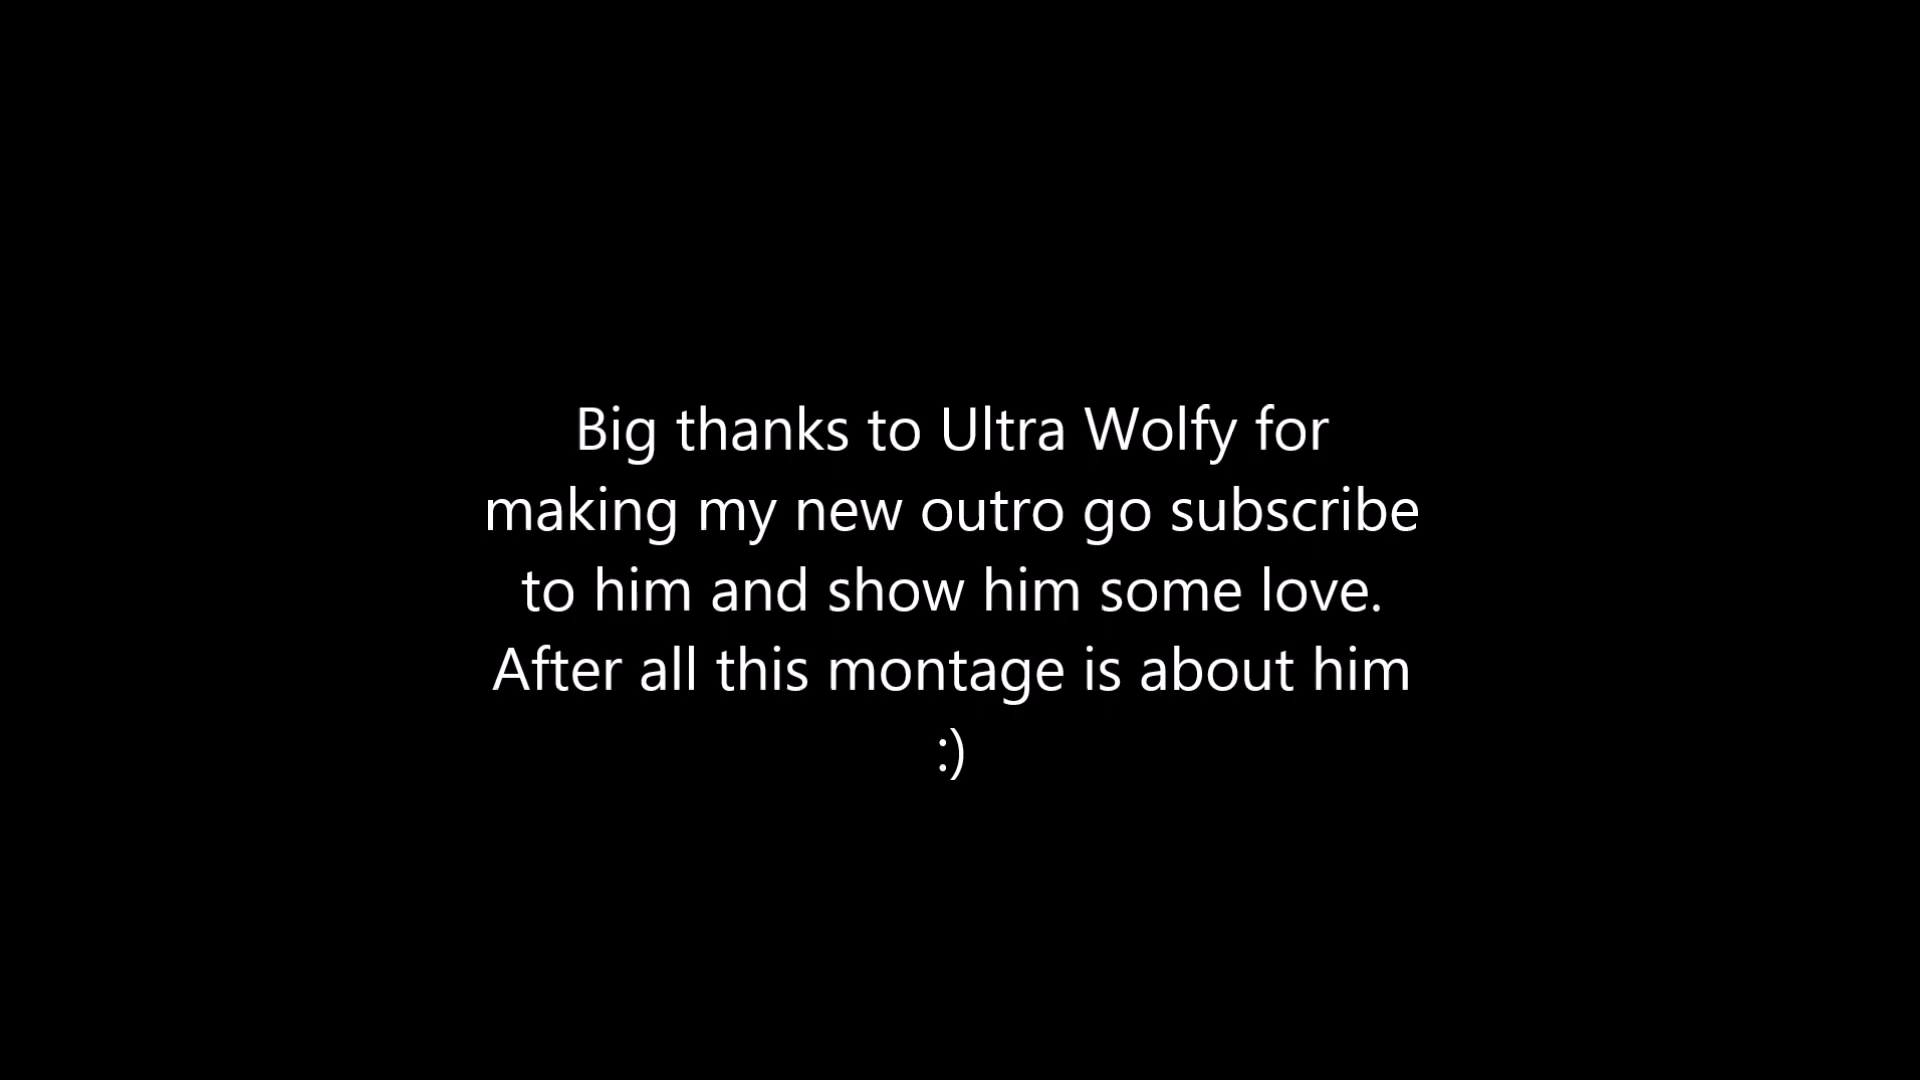 Big thanks to Ultra Wolfy for
making my new outro go subscribe
to him and show him some love.
After all this montage is about him
:)